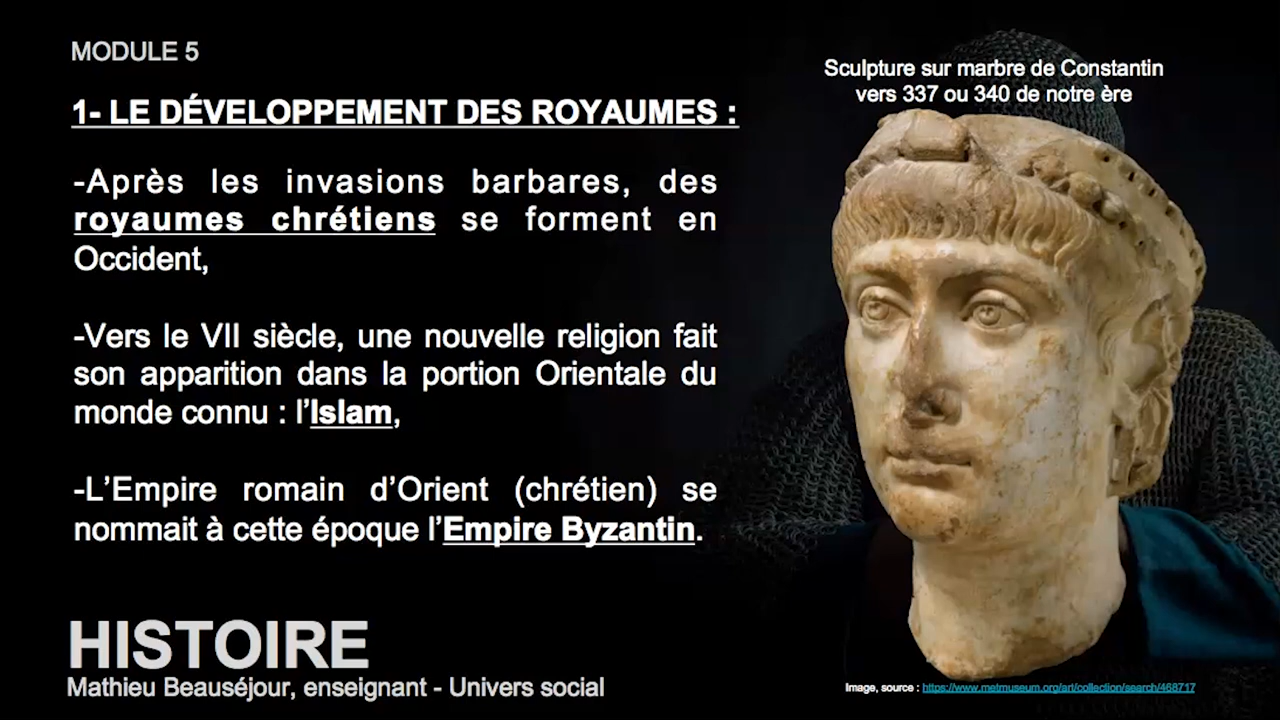 MODULE 5
1- LE DÉVELOPPEMENT DES ROYAUMES :
-Après les invasions barbares, des
royaumes chrétiens se forment en
Occident,
-Vers le VII siècle, une nouvelle religion fait
son apparition dans la portion Orientale du
monde connu : l’Islam,
-L’Empire romain d’Orient (chrétien) se
nommait à cette époque l’Empire Byzantin.
HISTOIRE
Mathieu Beauséjour, enseignant - Univers social
Sculpture sur marbre de Constantin
vers 337 ou 340 de notre ère
Image, source : https://www.metmuseum.org/art/collection/search/468717